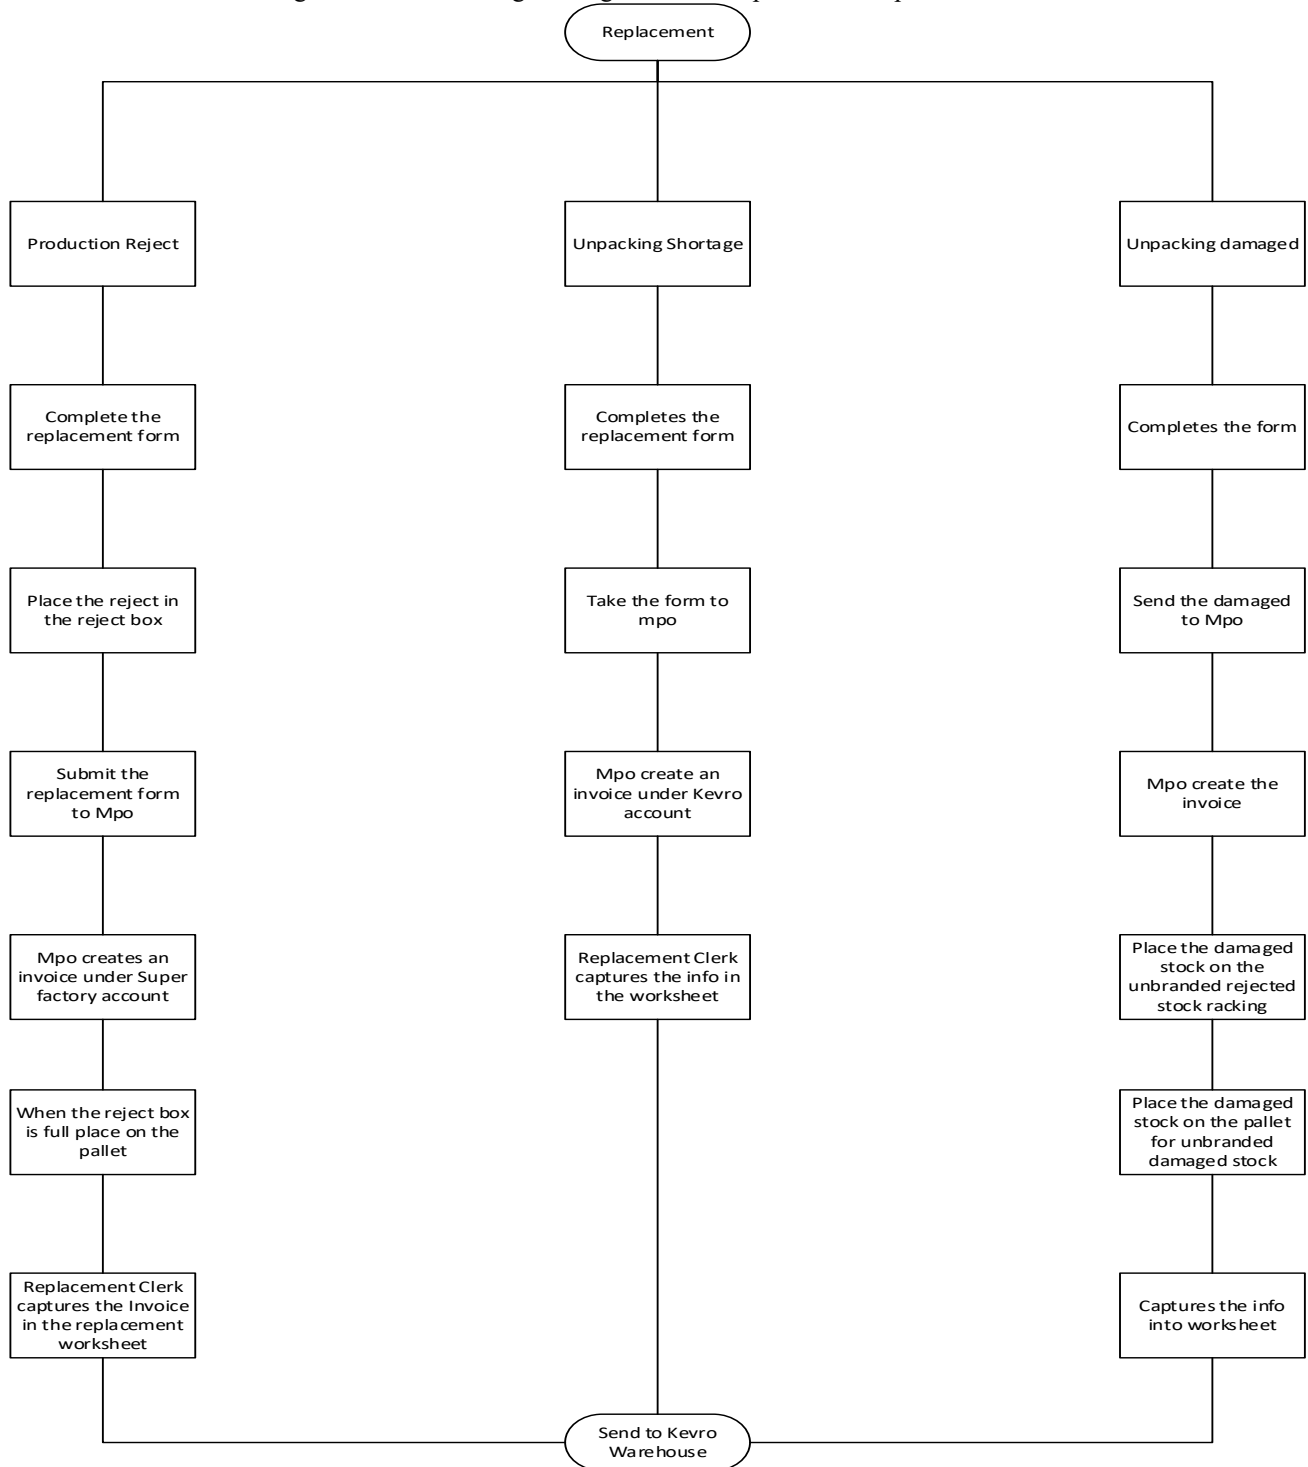 Replacement
Production Reject
Unpacking Shortage
Unpacking damaged
Complete the
replacement form
Completes the
replacement form
Completes the form
Place the reject in
the reject box
Take the form to
mpo
Send the damaged
to Mpo
Submit the
replacement form
to Mpo
Mpo create an
invoice under Kevro
account
Mpo create the
invoice
Mpo creates an
invoice under Super
factory account
Replacement Clerk
captures the info in
the worksheet
Place the damaged
stock on the
unbranded rejected
stock racking
When the reject box
is full place on the
pallet
Place the damaged
stock on the pallet
for unbranded
damaged stock
Replacement Clerk
captures the Invoice
in the replacement
worksheet
Captures the info
into worksheet
Send to Kevro
Warehouse